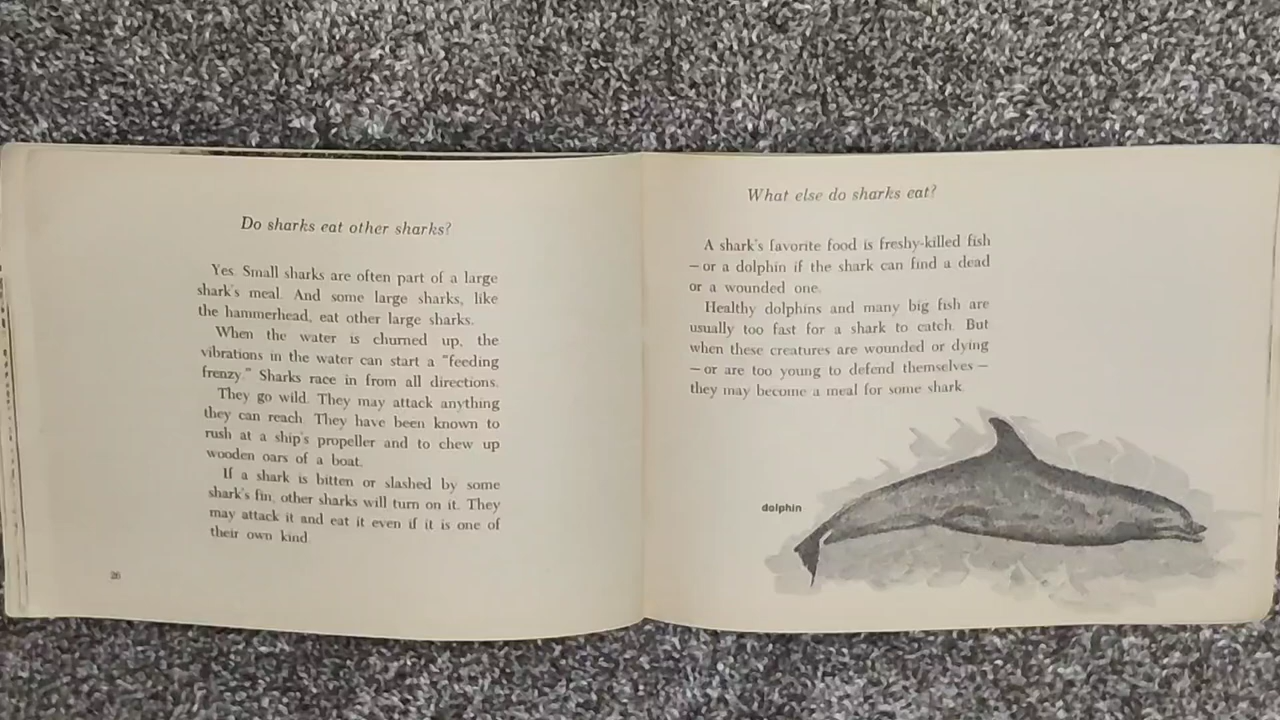 Do sharks eat other sharks?
Yes. Small sharks are often part of a large
shark's meal. And some large sharks, like
the hammerhead, eat other large sharks.
When the water is churned up, the
vibrations in the water can start a "feeding
frenzy." Sharks race in from all directions.
They go wild. They may attack anything
they can reach. They have been known to
rush at a ship's propeller and to chew up
wooden oars of a boat.
If a shark is bitten or slashed by some
shark's fin, other sharks will turn on it. They
may attack it and eat it even if it is one of
their own kind.
26
What else do sharks eat?
A shark's favorite food is freshy-killed fish
—or a dolphin if the shark can find a dead
or a wounded one.
Healthy dolphins and many big fish are
usually too fast for a shark to catch. But
when these creatures are wounded or dying
—or are too young to defend themselves—
they may become a meal for some shark.
dolphin